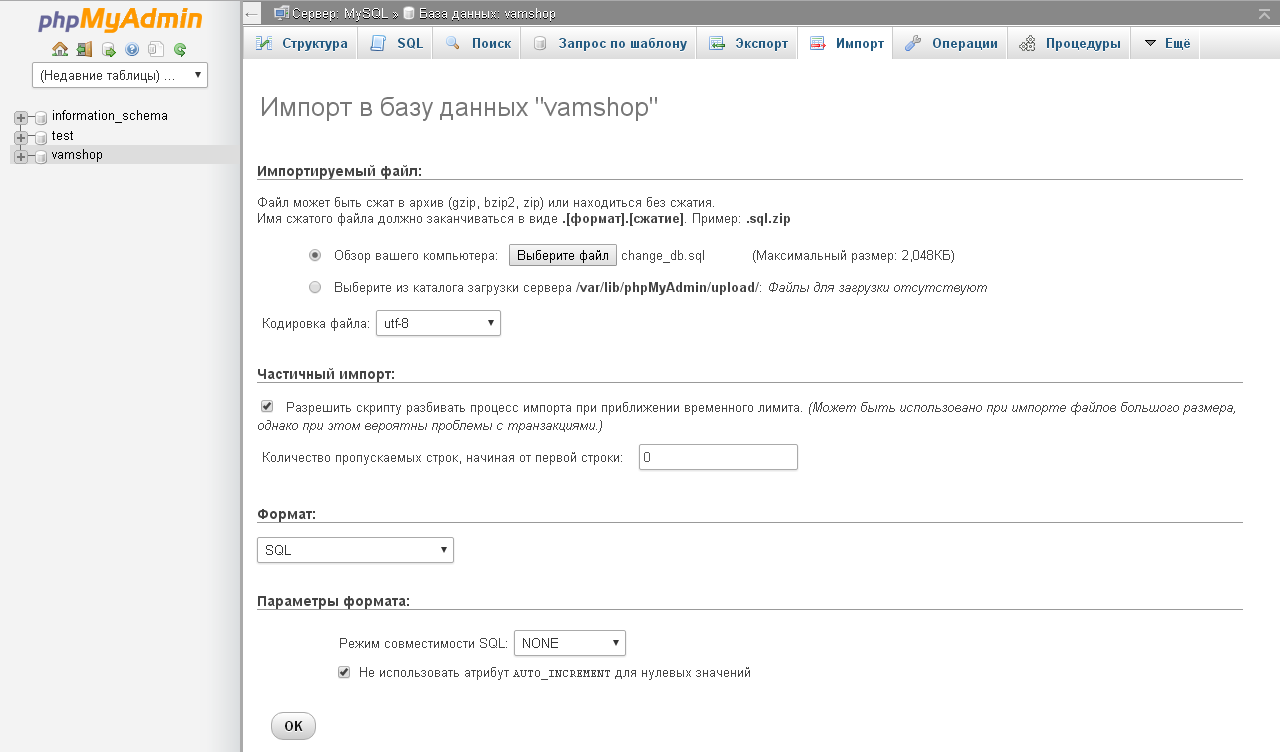 phpMyAdmin
(Недавние таблицы) ...
information_schema
test
vamshop
Сервер: MySQL » База данных: vamshop
Структура SQL Поиск Запрос по шаблону Экспорт Импорт Операции Процедуры Ещё
Импорт в базу данных "vamshop"
Импортируемый файл:
Файл может быть сжат в архив (gzip, bzip2, zip) или находиться без сжатия.
Имя сжатого файла должно заканчиваться в виде .[формат].[сжатие]. Пример: .sql.zip
Обзор вашего компьютера: Выберите файл change_db.sql (Максимальный размер: 2,048КБ)
Выберите из каталога загрузки сервера /var/lib/phpMyAdmin/upload/: Файлы для загрузки отсутствуют
Кодировка файла: utf-8
Частичный импорт:
Разрешить скрипту разбивать процесс импорта при приближении временного лимита. (Может быть использовано при импорте файлов большого размера,
однако при этом вероятны проблемы с транзакциями.)
Количество пропускаемых строк, начиная от первой строки: 0
Формат:
SQL
Параметры формата:
Режим совместимости SQL: NONE
Не использовать атрибут AUTO_INCREMENT для нулевых значений
OK